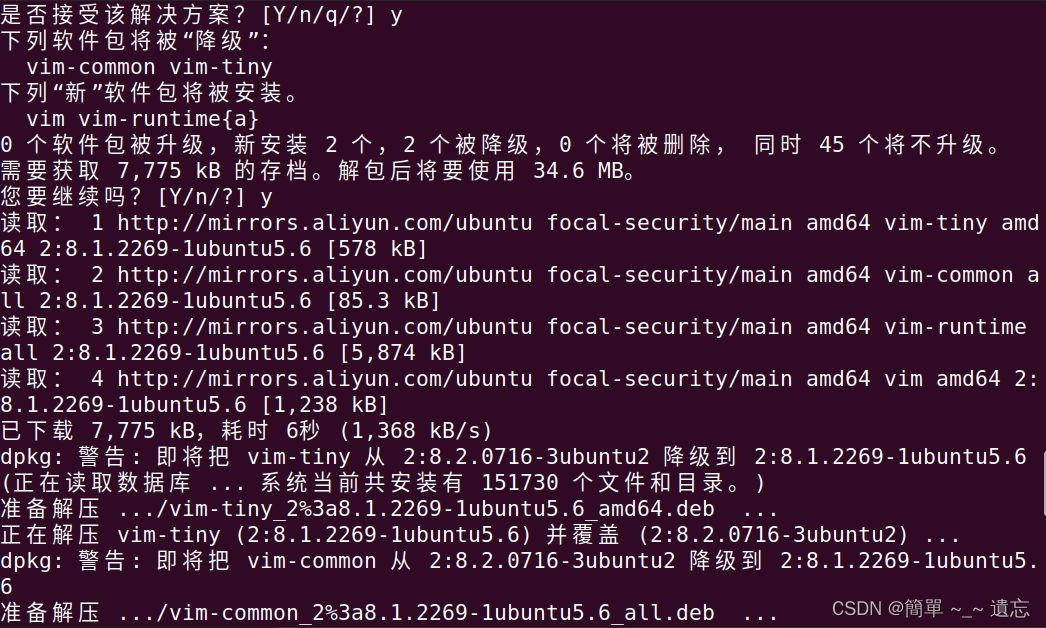 是否接受该解决方案？[Y/n/q/?] y
下列软件包将被“降级”：
vim-common vim-tiny
下列“新”软件包将被安装。
vim vim-runtime{a}
0 个软件包被升级，新安装 2 个，2 个被降级，0 个将被删除， 同时 45 个将不升级。
需要获取 7,775 kB 的存档。解包后将要使用 34.6 MB。
您要继续吗？[Y/n/?] y
读取： 1 http://mirrors.aliyun.com/ubuntu focal-security/main amd64 vim-tiny amd
64 2:8.1.2269-1ubuntu5.6 [578 kB]
读取： 2 http://mirrors.aliyun.com/ubuntu focal-security/main amd64 vim-common a
ll 2:8.1.2269-1ubuntu5.6 [85.3 kB]
读取： 3 http://mirrors.aliyun.com/ubuntu focal-security/main amd64 vim-runtime
all 2:8.1.2269-1ubuntu5.6 [5,874 kB]
读取： 4 http://mirrors.aliyun.com/ubuntu focal-security/main amd64 vim amd64 2:
8.1.2269-1ubuntu5.6 [1,238 kB]
已下载 7,775 kB，耗时 6秒 (1,368 kB/s)
dpkg: 警告: 即将把 vim-tiny 从 2:8.2.0716-3ubuntu2 降级到 2:8.1.2269-1ubuntu5.6
(正在读取数据库 ... 系统当前共安装有 151730 个文件和目录。)
准备解压 .../vim-tiny_2%3a8.1.2269-1ubuntu5.6_amd64.deb ...
正在解压 vim-tiny (2:8.1.2269-1ubuntu5.6) 并覆盖 (2:8.2.0716-3ubuntu2) ...
dpkg: 警告: 即将把 vim-common 从 2:8.2.0716-3ubuntu2 降级到 2:8.1.2269-1ubuntu5.
6
准备解压 .../vim-common_2%3a8.1.2269-1ubuntu5.6_all.deb ...
CSDN @簡單 ~_~ 遺忘